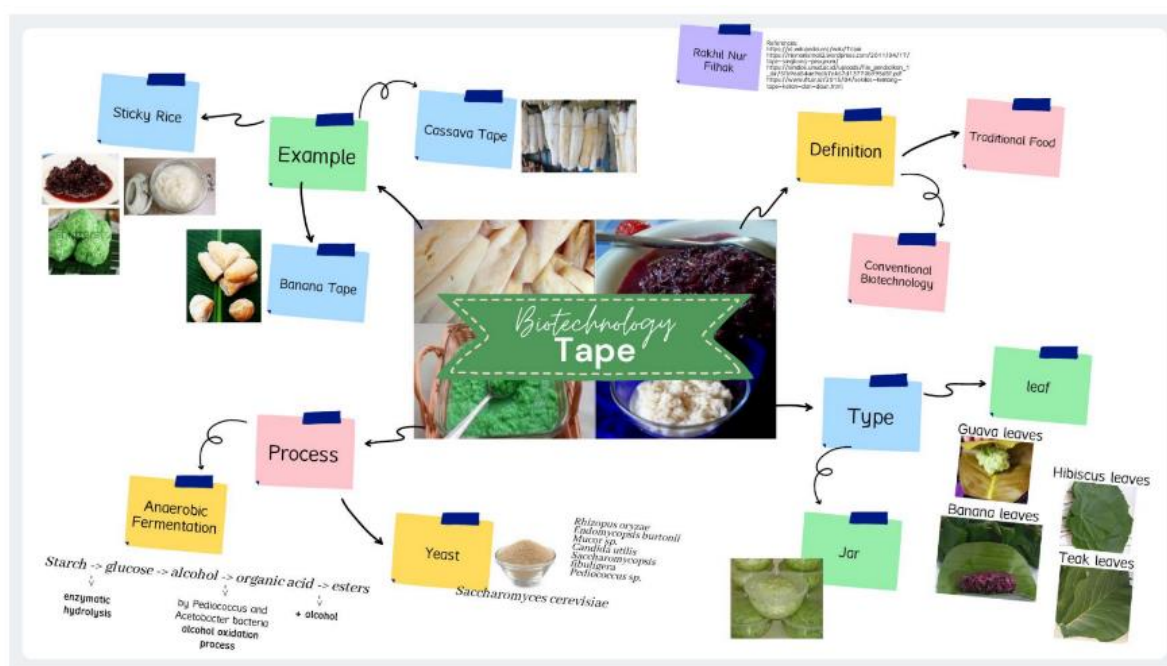 Rakhil Nur
Filhak
References:
Sticky Rice
Cassava Tape
Example
Banana Tape
Definition
Traditional Food
Conventional
Biotechnology
Biotechnology
Tape
Type
leaf
Guava leaves
Hibiscus leaves
Banana leaves
Teak leaves
Jar
Process
Anaerobic
Fermentation
Starch -> glucose -> alcohol -> organic acid -> esters
enzymatic
hydrolysis
by Pediococcus and
Acetobacter bacteria
alcohol oxidation
process
+ alcohol
Yeast
Rhizopus oryzae
Endomycopsis burtonii
Mucor sp.
Candida utilis
Saccharomycopsis
fibuligera
Pediococcus sp.
Saccharomyces cerevisiae